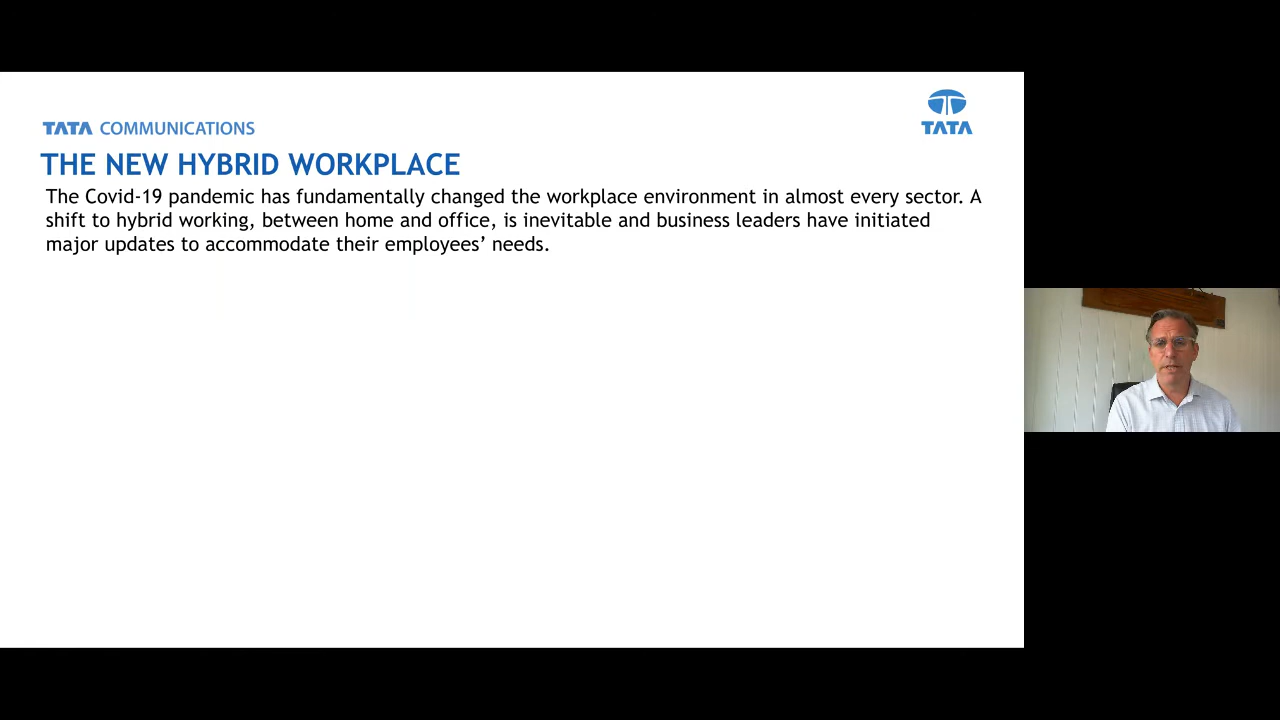 TATA COMMUNICATIONS
TATA
THE NEW HYBRID WORKPLACE
The Covid-19 pandemic has fundamentally changed the workplace environment in almost every sector. A
shift to hybrid working, between home and office, is inevitable and business leaders have initiated
major updates to accommodate their employees’ needs.